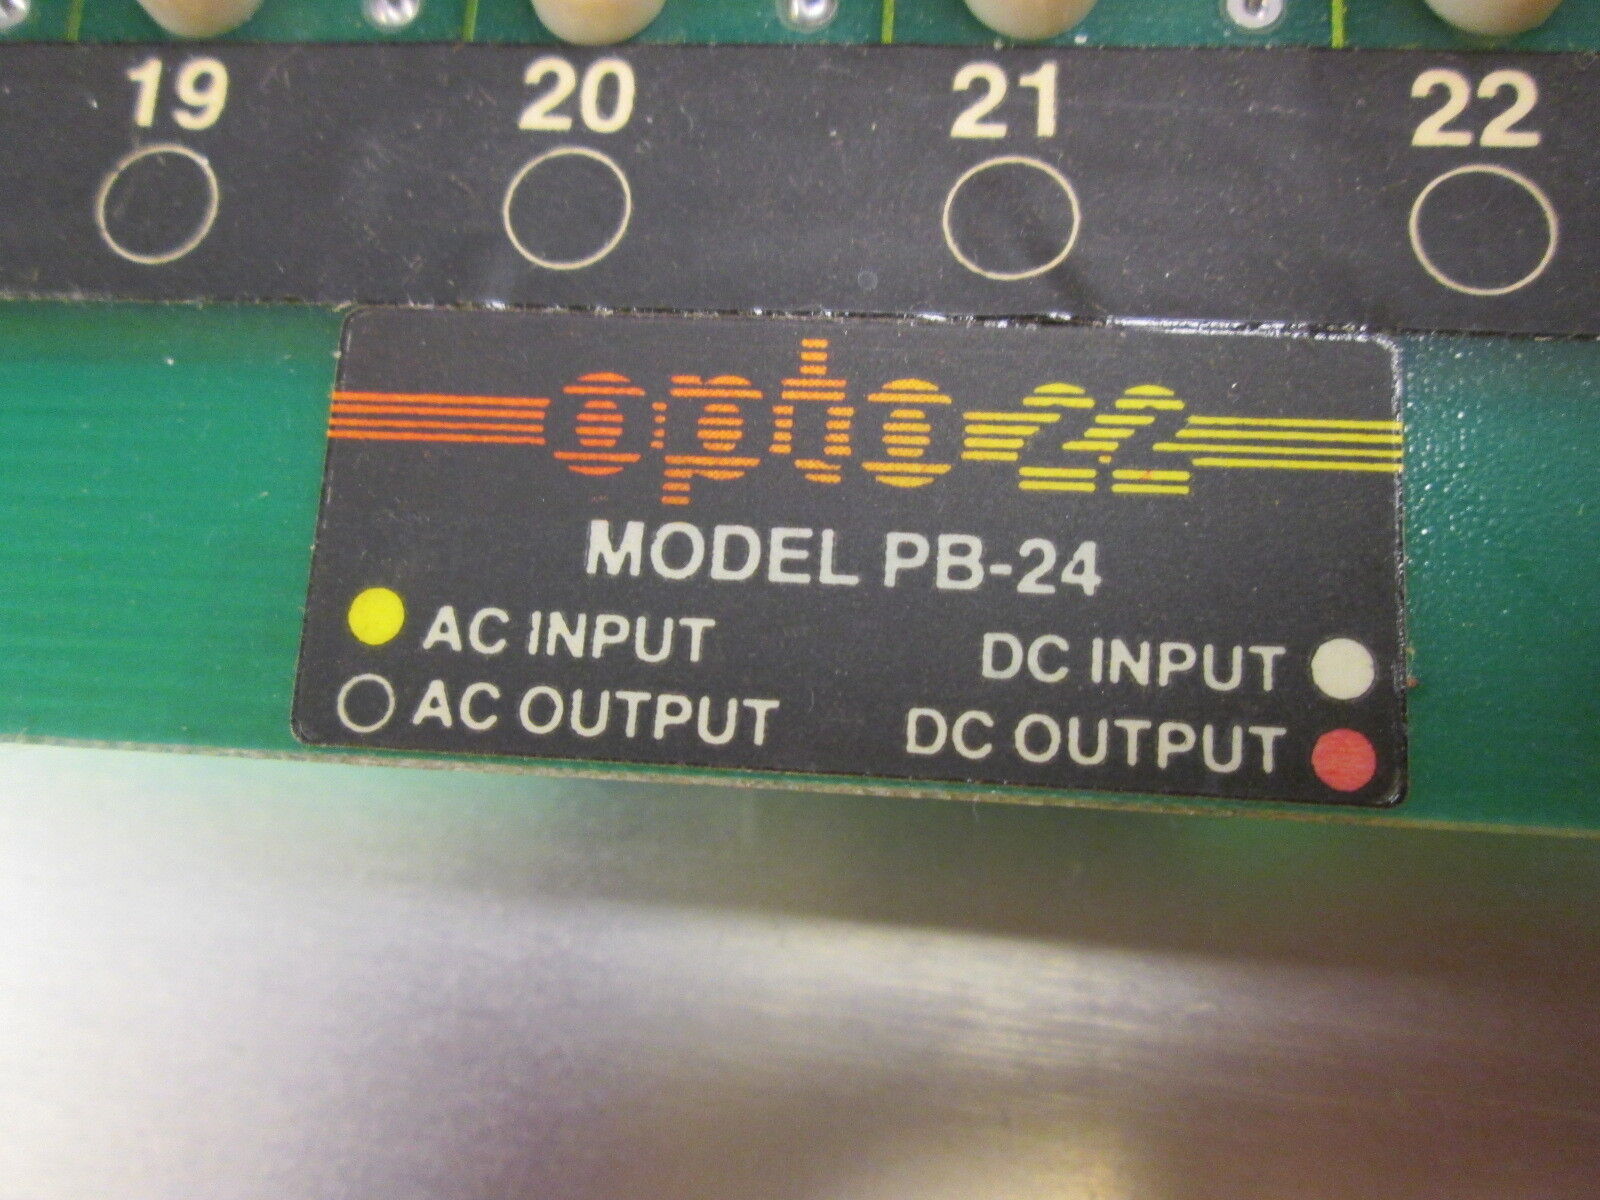 19 20 21 22
opto 22
MODEL PB-24
AC INPUT DC INPUT
AC OUTPUT DC OUTPUT